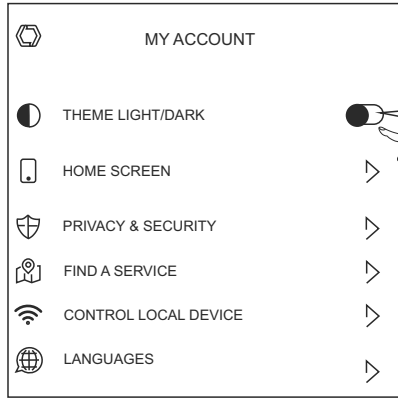 MY ACCOUNT
THEME LIGHT/DARK
HOME SCREEN
PRIVACY & SECURITY
FIND A SERVICE
CONTROL LOCAL DEVICE
LANGUAGES